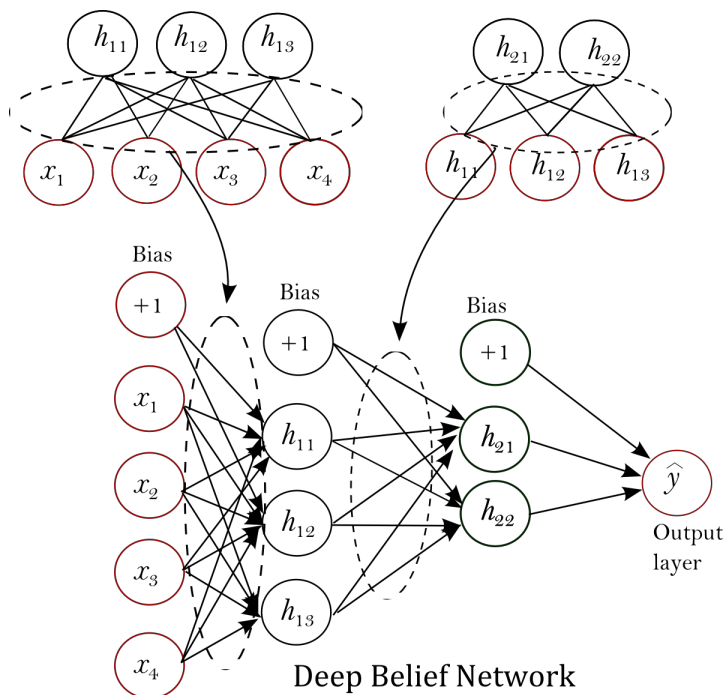 h₁₁ h₁₂ h₁₃
x₁ x₂ x₃ x₄
h₂₁ h₂₂
h₁₁ h₁₂ h₁₃
Bias
+1
x₁
x₂
x₃
x₄
Bias
+1
h₁₁
h₁₂
h₁₃
Bias
+1
h₂₁
h₂₂
ŷ
Output
layer
Deep Belief Network